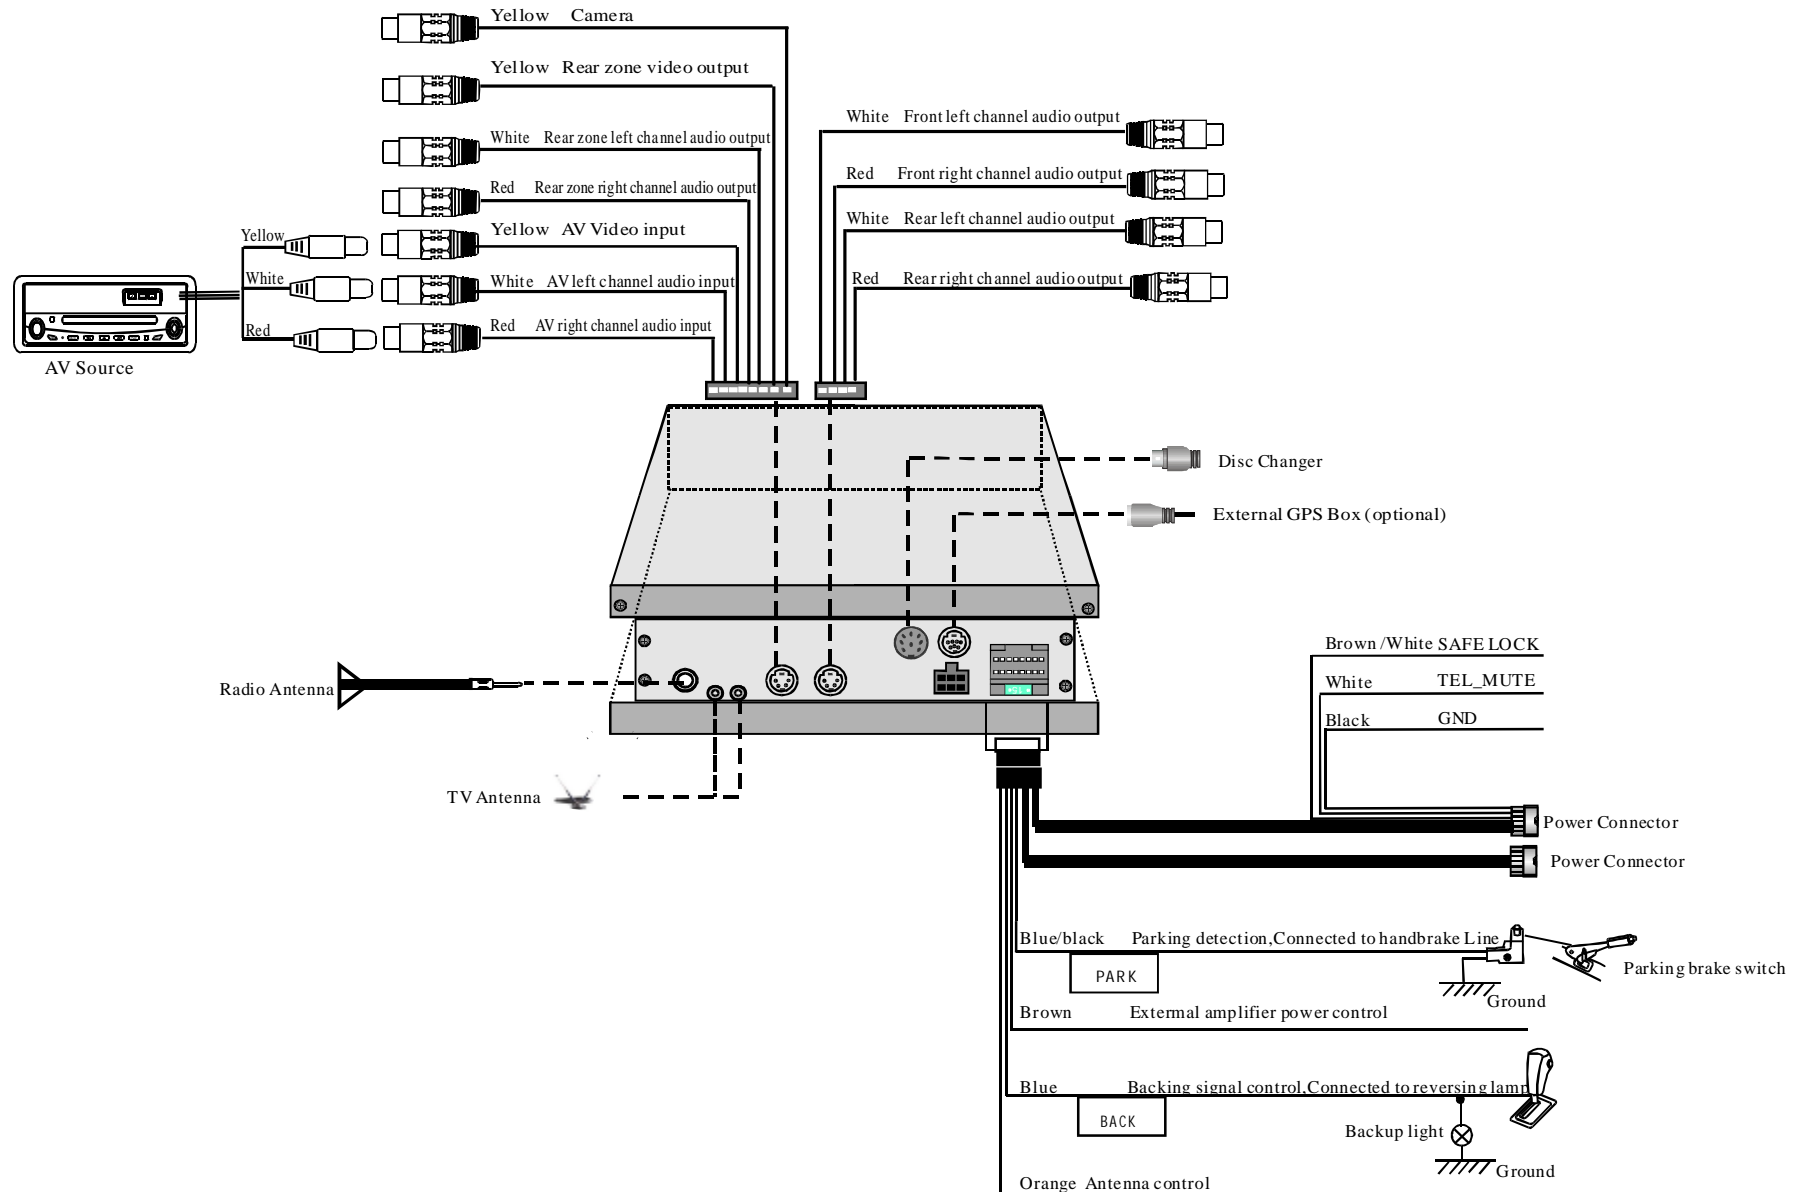 Yellow Camera
Yellow Rear zone video output
White Rear zone left channel audio output
Red Rear zone right channel audio output
Yellow AV Video input
White AV left channel audio input
Red AV right channel audio input
Yellow
White
Red
AV Source
White Front left channel audio output
Red Front right channel audio output
White Rear left channel audio output
Red Rear right channel audio output
Disc Changer
External GPS Box (optional)
Radio Antenna
TV Antenna
Brown /White SAFE LOCK
White TEL_MUTE
Black GND
Power Connector
Power Connector
Blue/black Parking detection,Connected to handbrake Line
PARK
Parking brake switch
Ground
Brown External amplifier power control
Blue Backing signal control,Connected to reversing lamp
BACK
Backup light
Ground
Orange Antenna control